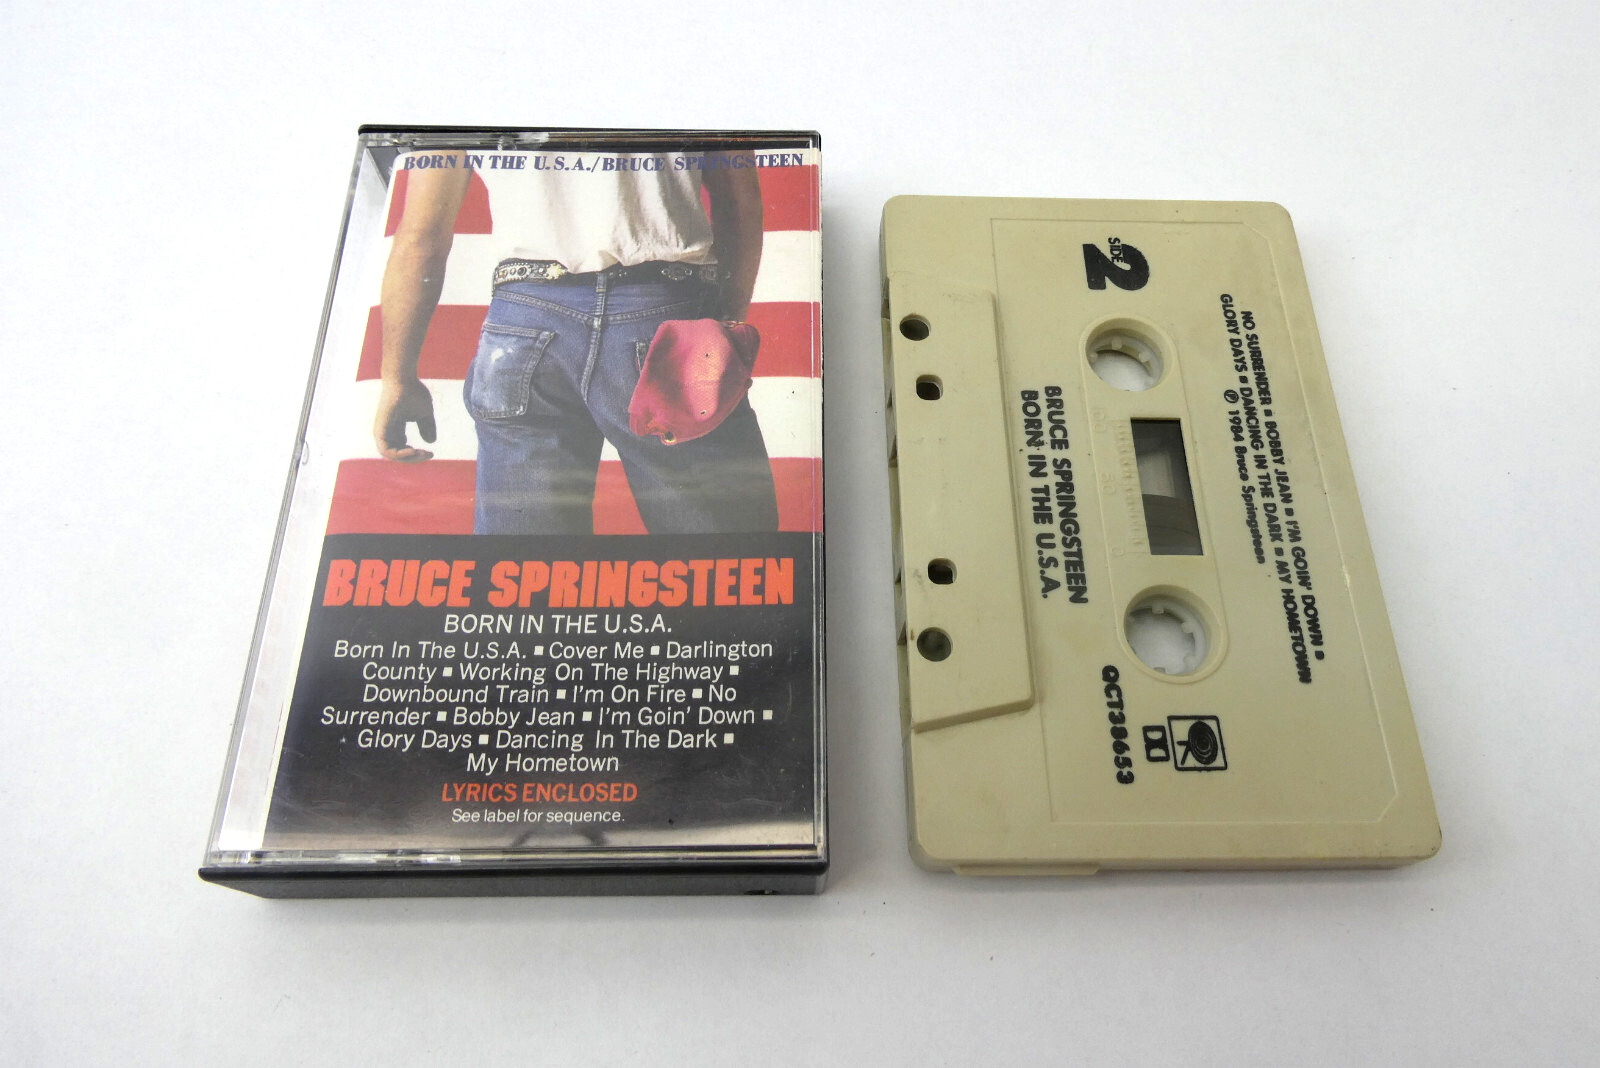 BORN IN THE U.S.A./BRUCE SPRINGSTEEN
BRUCE SPRINGSTEEN
BORN IN THE U.S.A.
Born In The U.S.A. ■ Cover Me ■ Darlington
County ■ Working On The Highway ■
Downbound Train ■ I'm On Fire ■ No
Surrender ■ Bobby Jean ■ I'm Goin' Down ■
Glory Days ■ Dancing In The Dark ■
My Hometown
LYRICS ENCLOSED
See label for sequence.
SIDE
2
NO SURRENDER ■ BOBBY JEAN ■ I'M GOIN' DOWN ■
GLORY DAYS ■ DANCING IN THE DARK ■ MY HOMETOWN
℗ 1984 Bruce Springsteen
BRUCE SPRINGSTEEN
BORN IN THE U.S.A.
QCT38653